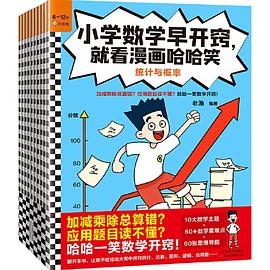 6~12岁
小学数学早开窍，
就看漫画哈哈笑
统计与概率
加减乘除总算错？应用题目读不懂？哈哈一笑数学开窍！
老渔 编著
分数
100
80
60
40
加减乘除总算错？
应用题目读不懂？
哈哈一笑数学开窍！
10大数学主题
60+数学重难点
60张思维导图